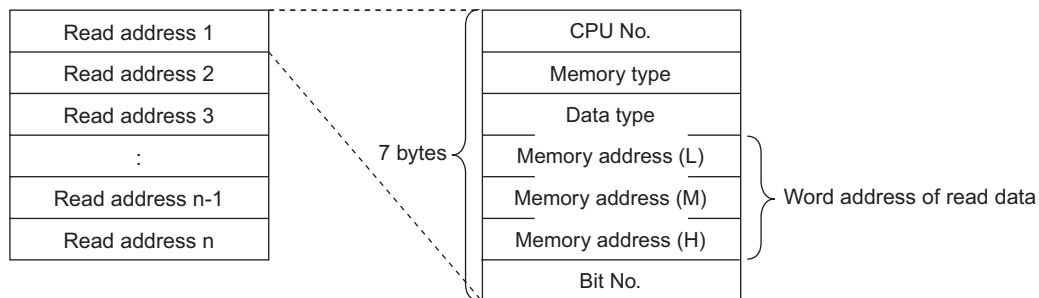 Read address 1
Read address 2
Read address 3
:
Read address n-1
Read address n
7 bytes
CPU No.
Memory type
Data type
Memory address (L)
Memory address (M)
Memory address (H)
Bit No.
Word address of read data